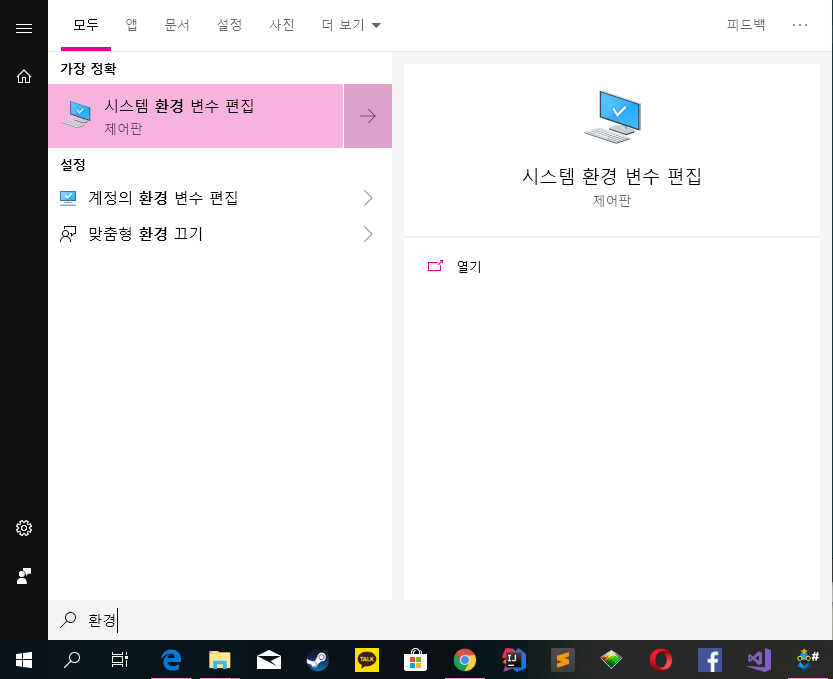 모두 앱 문서 설정 사진 더 보기 피드백 ···
가장 정확
시스템 환경 변수 편집
제어판
설정
계정의 환경 변수 편집
맞춤형 환경 끄기
시스템 환경 변수 편집
제어판
열기
환경
TALK
IJ
#